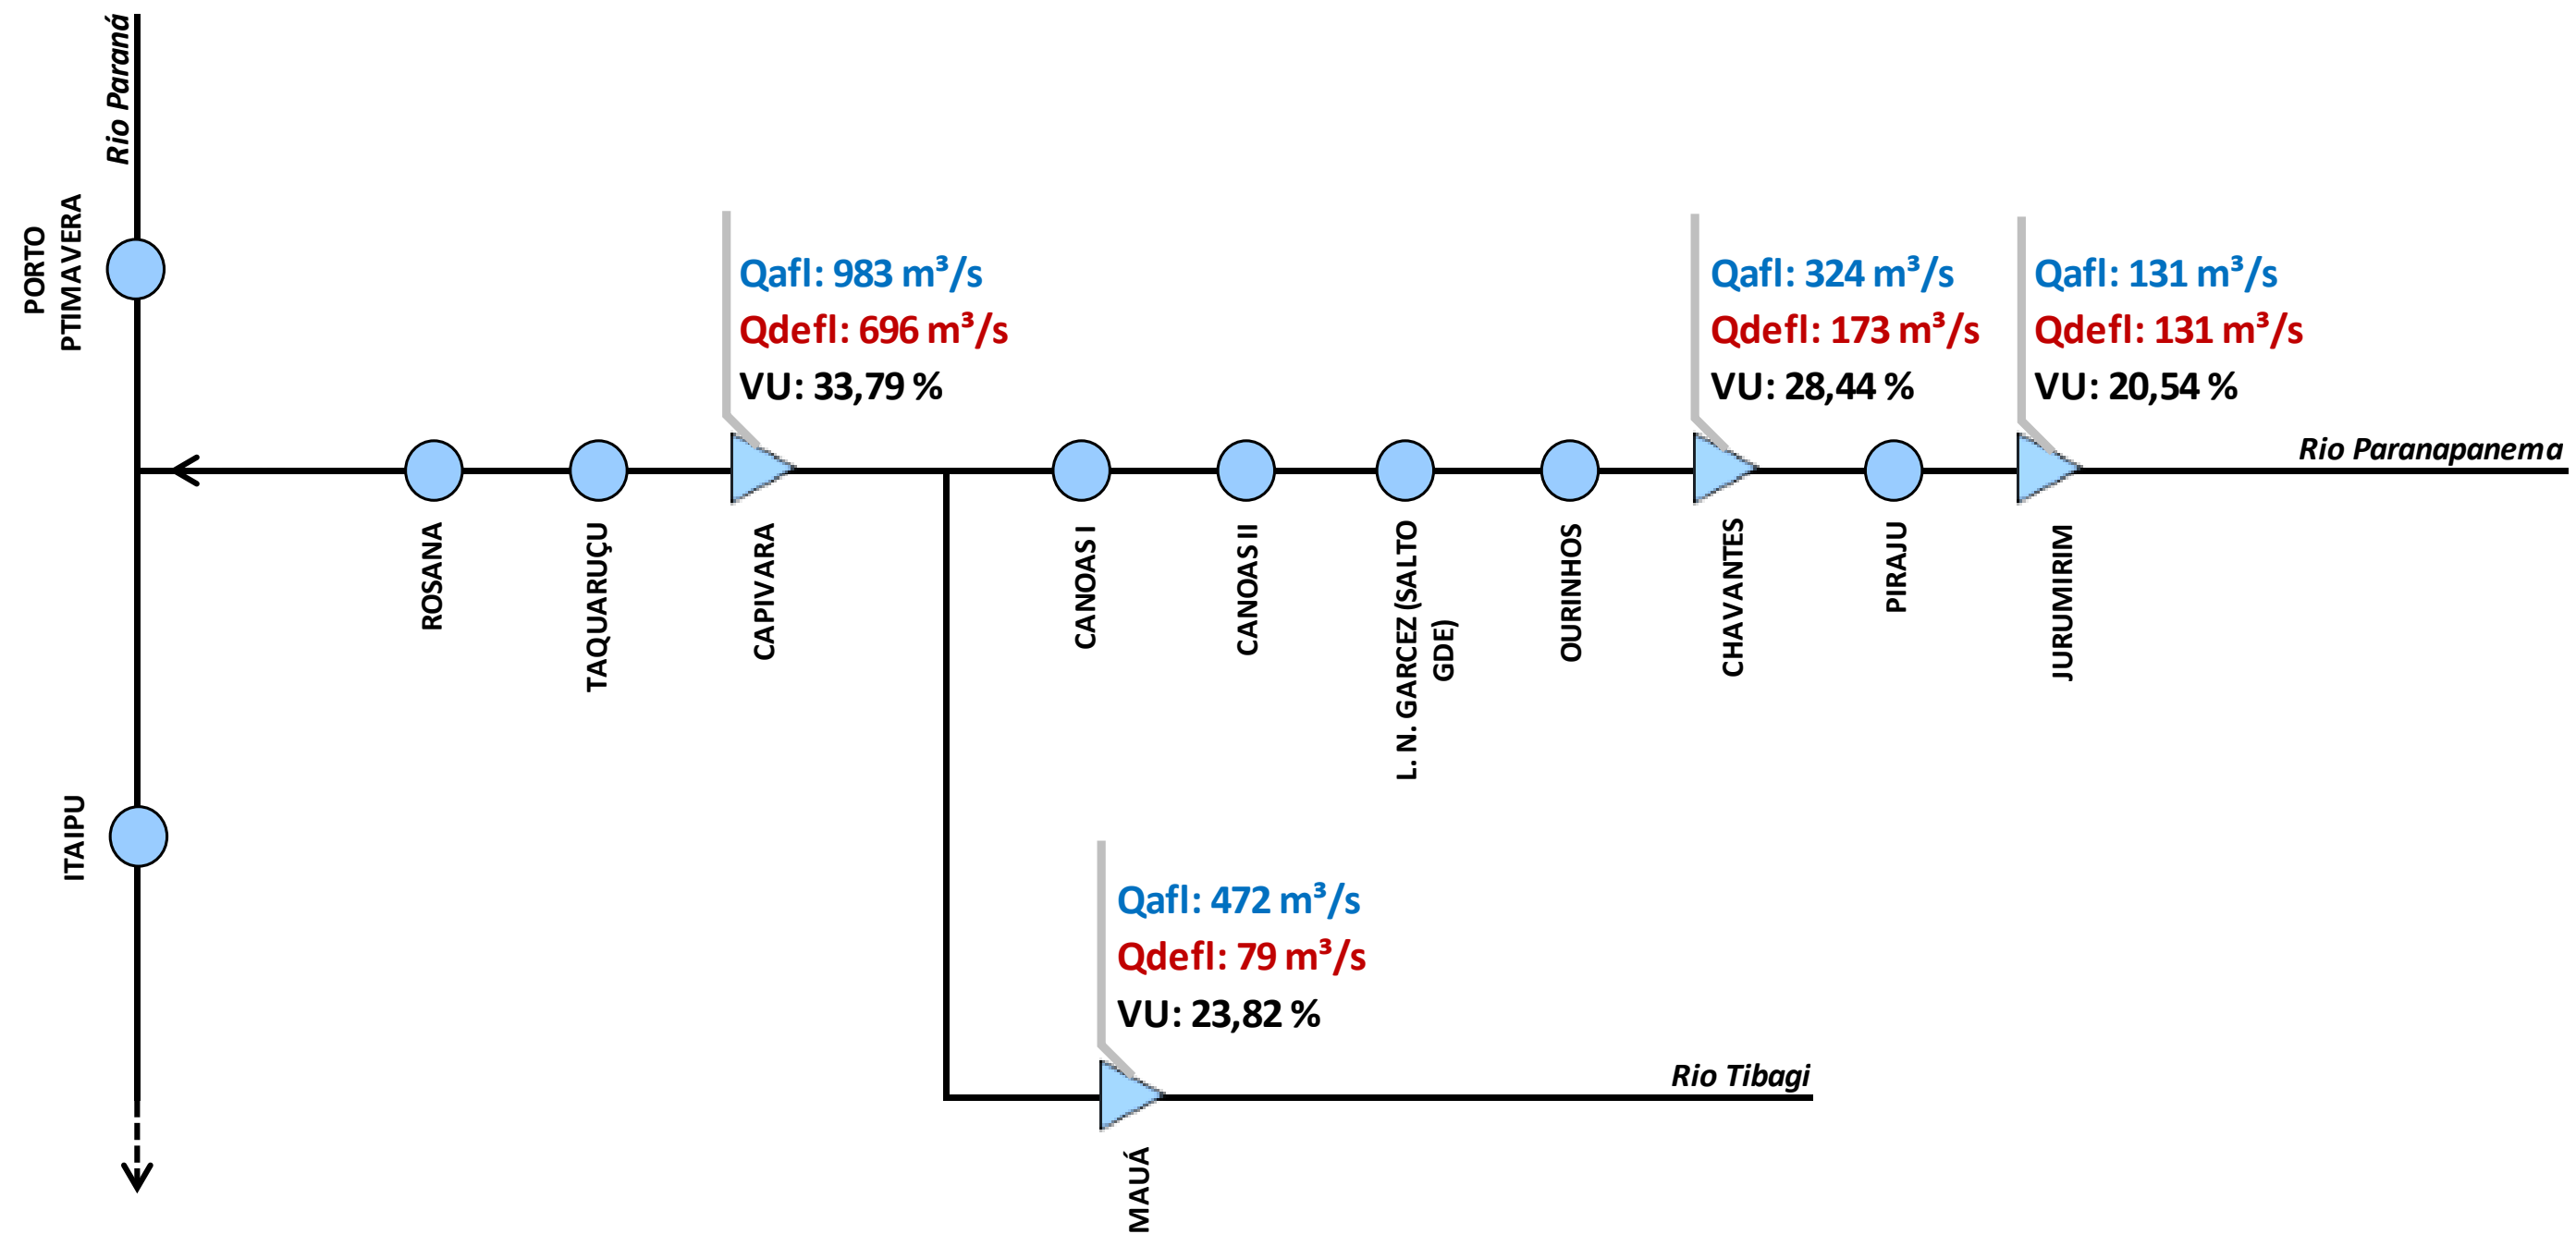 Rio Paraná
PORTO
PTIMAVERA
Qafl: 983 m³/s
Qdefl: 696 m³/s
VU: 33,79 %
Qafl: 324 m³/s
Qdefl: 173 m³/s
VU: 28,44 %
Qafl: 131 m³/s
Qdefl: 131 m³/s
VU: 20,54 %
Rio Paranapanema
ROSANA
TAQUARUÇU
CAPIVARA
CANOAS I
CANOAS II
L. N. GARCEZ (SALTO
GDE)
OURINHOS
CHAVANTES
PIRAJU
JURUMIRIM
ITAIPU
Qafl: 472 m³/s
Qdefl: 79 m³/s
VU: 23,82 %
Rio Tibagi
MAUÁ